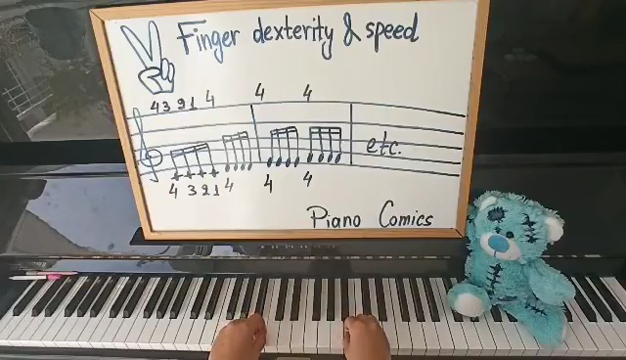 Finger dexterity & speed
4 3 2 1 4 4 4
etc.
4 3 2 1 4 4 4
Piano Comics